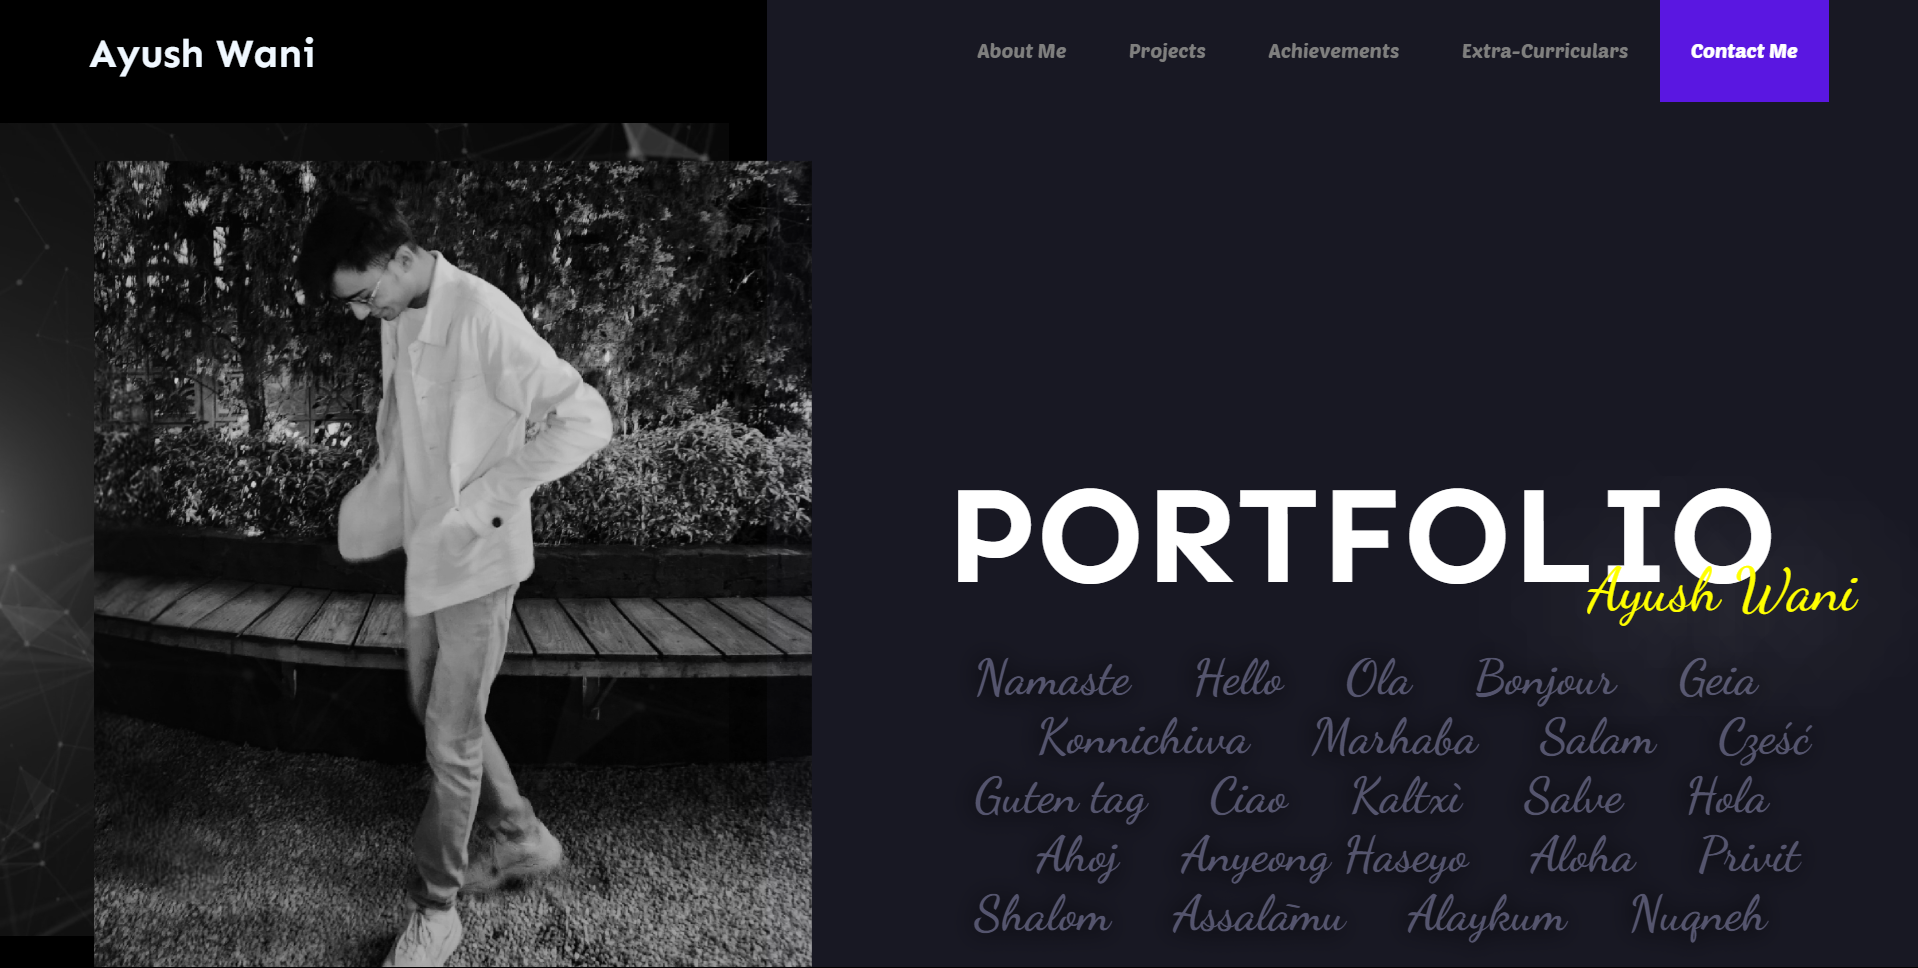 Ayush Wani
About Me Projects Achievements Extra-Curriculars Contact Me
PORTFOLIO
Ayush Wani
Namaste Hello Ola Bonjour Geia
Konnichiwa Marhaba Salam Cześć
Guten tag Ciao Kaltxì Salve Hola
Ahoj Anyeong Haseyo Aloha Privit
Shalom Assalāmu Alaykum Nuqneh